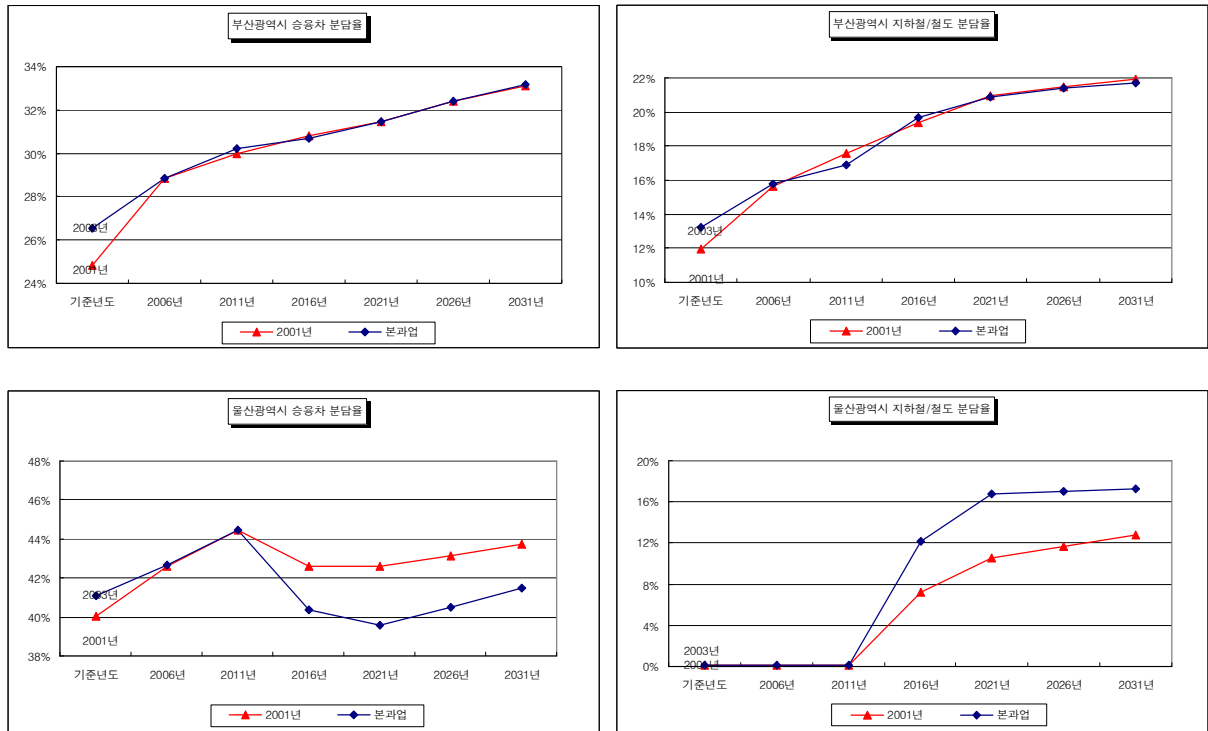 부산광역시 승용차 분담율
34%
32%
30%
28%
26%
24%
2003년
2001년
기준년도 2006년 2011년 2016년 2021년 2026년 2031년
2001년 본과업
부산광역시 지하철/철도 분담율
22%
20%
18%
16%
14%
12%
10%
2003년
2001년
기준년도 2006년 2011년 2016년 2021년 2026년 2031년
2001년 본과업
울산광역시 승용차 분담율
48%
46%
44%
42%
40%
38%
2003년
2001년
기준년도 2006년 2011년 2016년 2021년 2026년 2031년
2001년 본과업
울산광역시 지하철/철도 분담율
20%
16%
12%
8%
4%
0%
2003년
2001년
기준년도 2006년 2011년 2016년 2021년 2026년 2031년
2001년 본과업